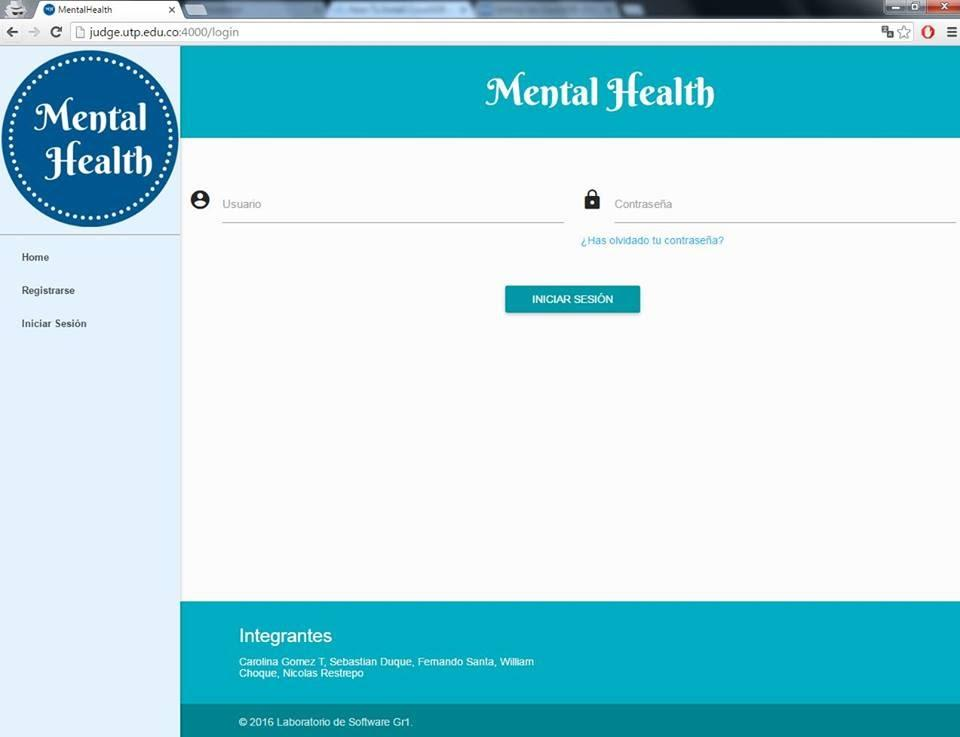 MentalHealth
judge.utp.edu.co:4000/login
Mental
Health
Mental Health
Usuario
Contraseña
¿Has olvidado tu contraseña?
INICIAR SESIÓN
Home
Registrarse
Iniciar Sesión
Integrantes
Carolina Gomez T, Sebastian Duque, Fernando Santa, William
Choque, Nicolas Restrepo
© 2016 Laboratorio de Software Gr1.